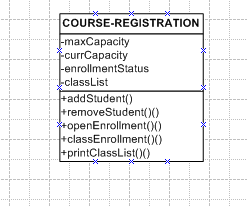 COURSE-REGISTRATION
-maxCapacity
-currCapacity
-enrollmentStatus
-classList
+addStudent()
+removeStudent()()
+openEnrollment()()
+classEnrollment()()
+printClassList()()